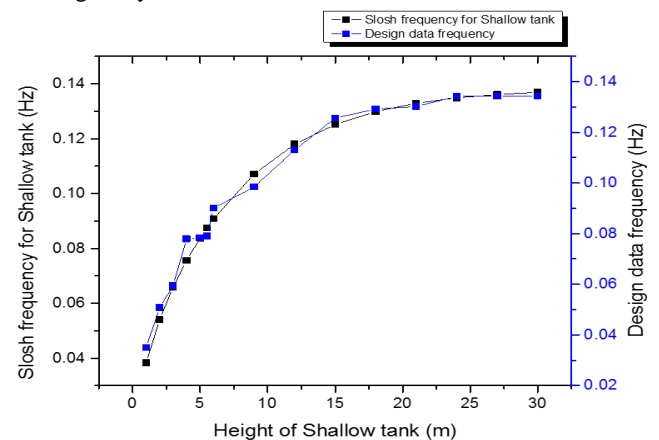 Slosh frequency for Shallow tank
Design data frequency
Slosh frequency for Shallow tank (Hz)
0.14
0.12
0.10
0.08
0.06
0.04
0.14
0.12
0.10
0.08
0.06
0.04
0.02
Design data frequency (Hz)
0 5 10 15 20 25 30
Height of Shallow tank (m)